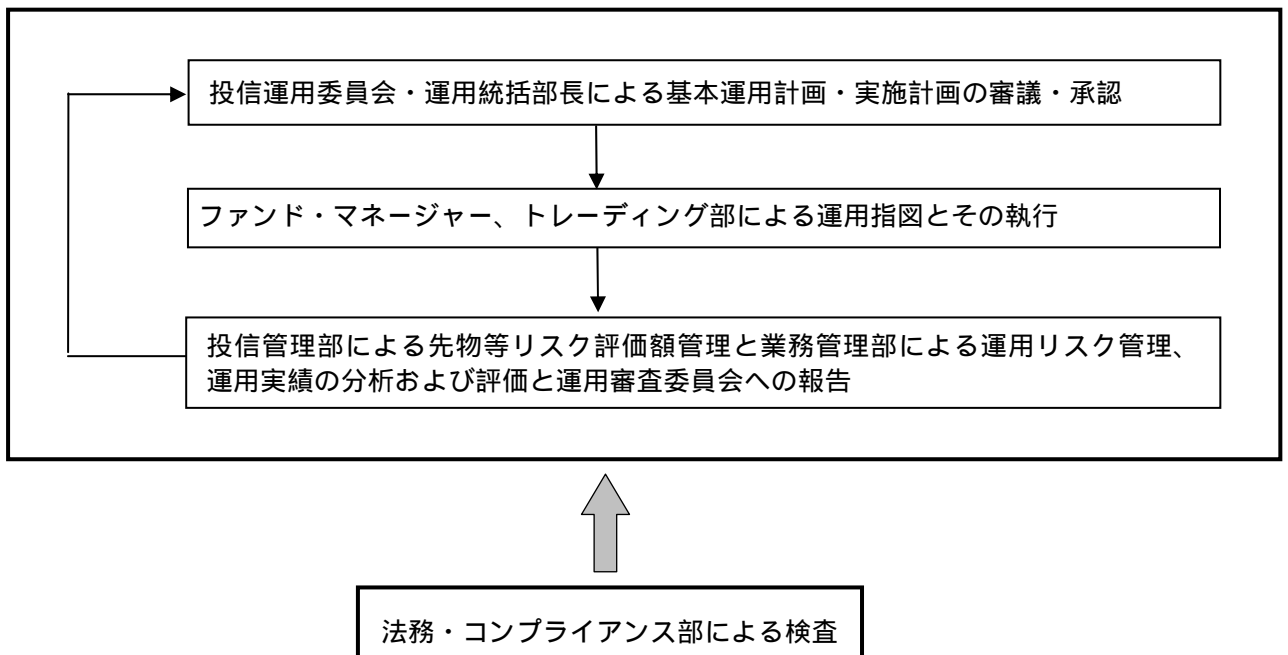 投信運用委員会・運用統括部長による基本運用計画・実施計画の審議・承認
ファンド・マネージャー、トレーディング部による運用指図とその執行
投信管理部による先物等リスク評価額管理と業務管理部による運用リスク管理、
運用実績の分析および評価と運用審査委員会への報告
法務・コンプライアンス部による検査